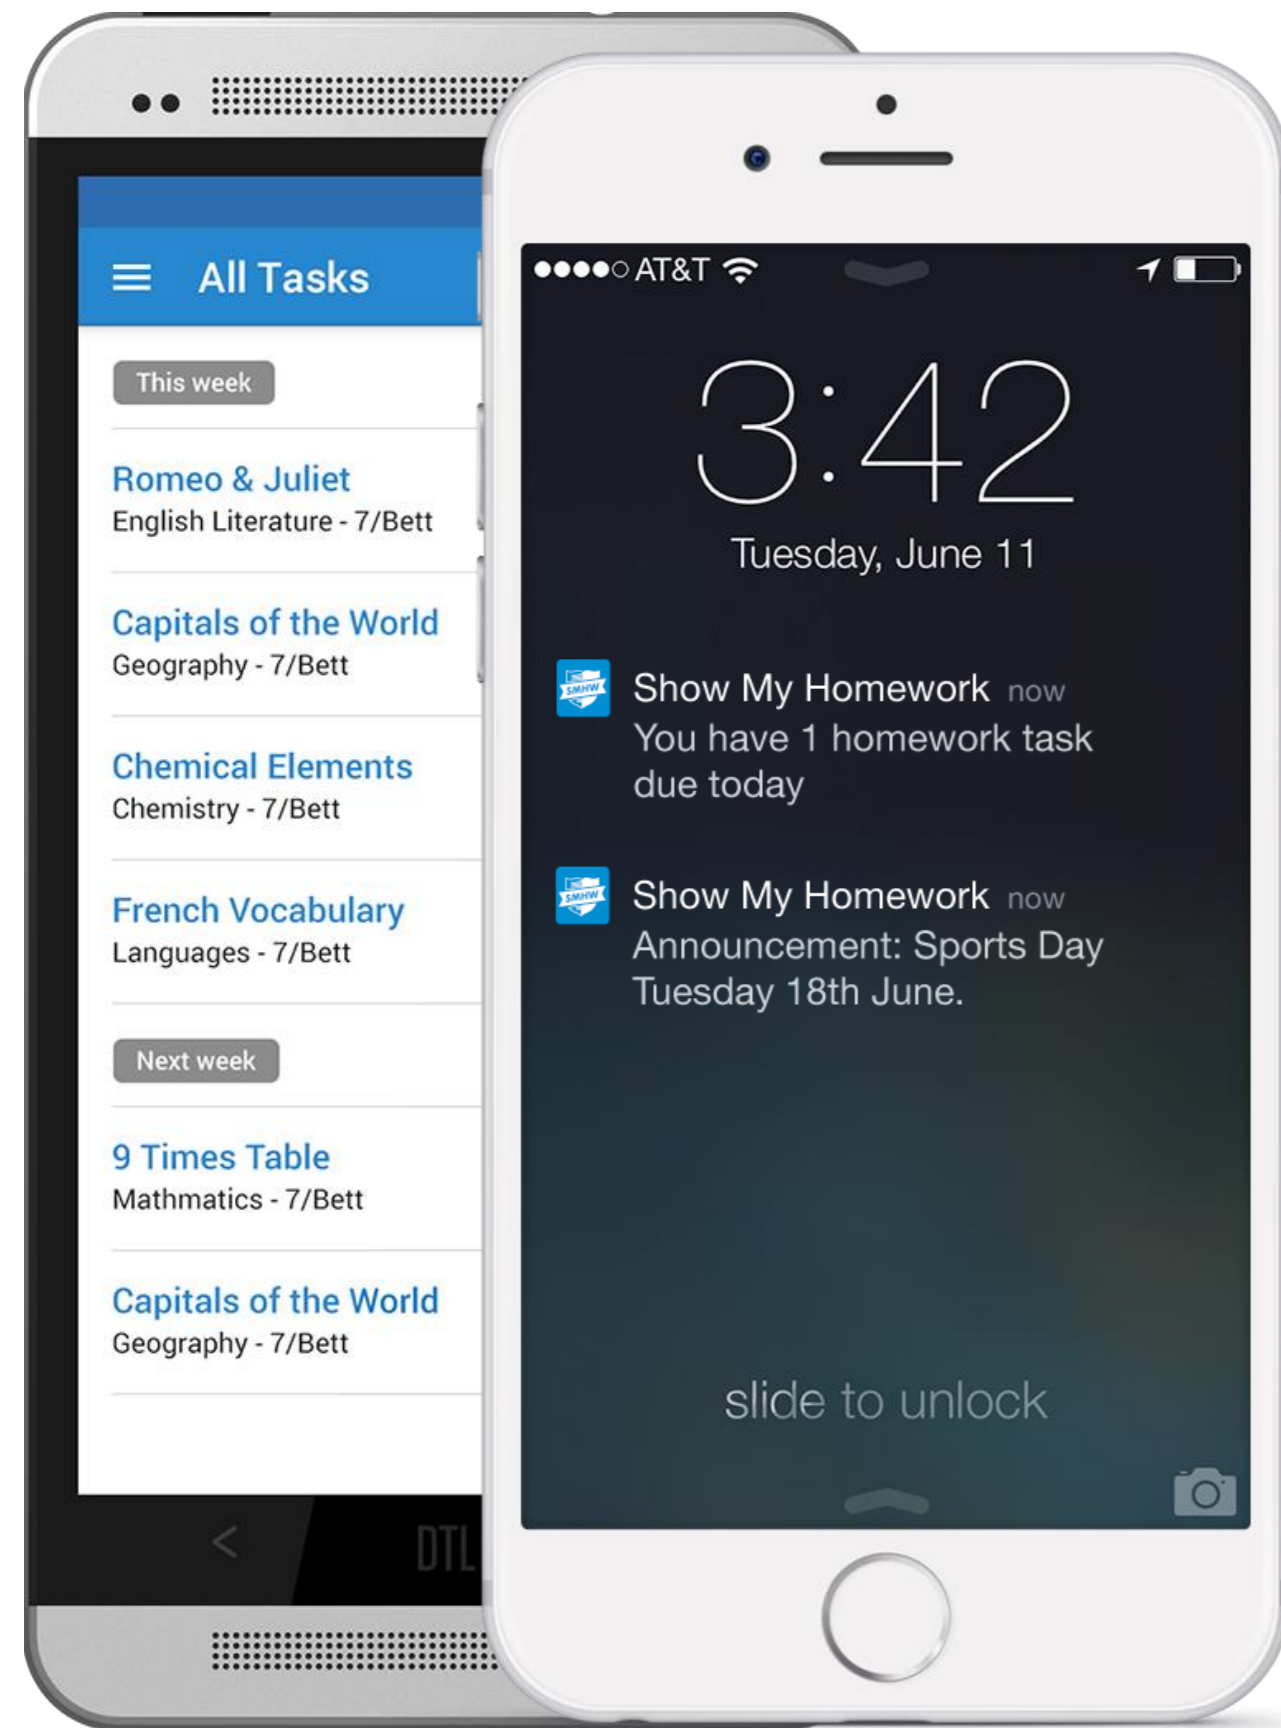 All Tasks
This week
Romeo & Juliet
English Literature - 7/Bett
Capitals of the World
Geography - 7/Bett
Chemical Elements
Chemistry - 7/Bett
French Vocabulary
Languages - 7/Bett
Next week
9 Times Table
Mathmatics - 7/Bett
Capitals of the World
Geography - 7/Bett
DTL
AT&T
3:42
Tuesday, June 11
SMHW
Show My Homework now
You have 1 homework task
due today
SMHW
Show My Homework now
Announcement: Sports Day
Tuesday 18th June.
slide to unlock